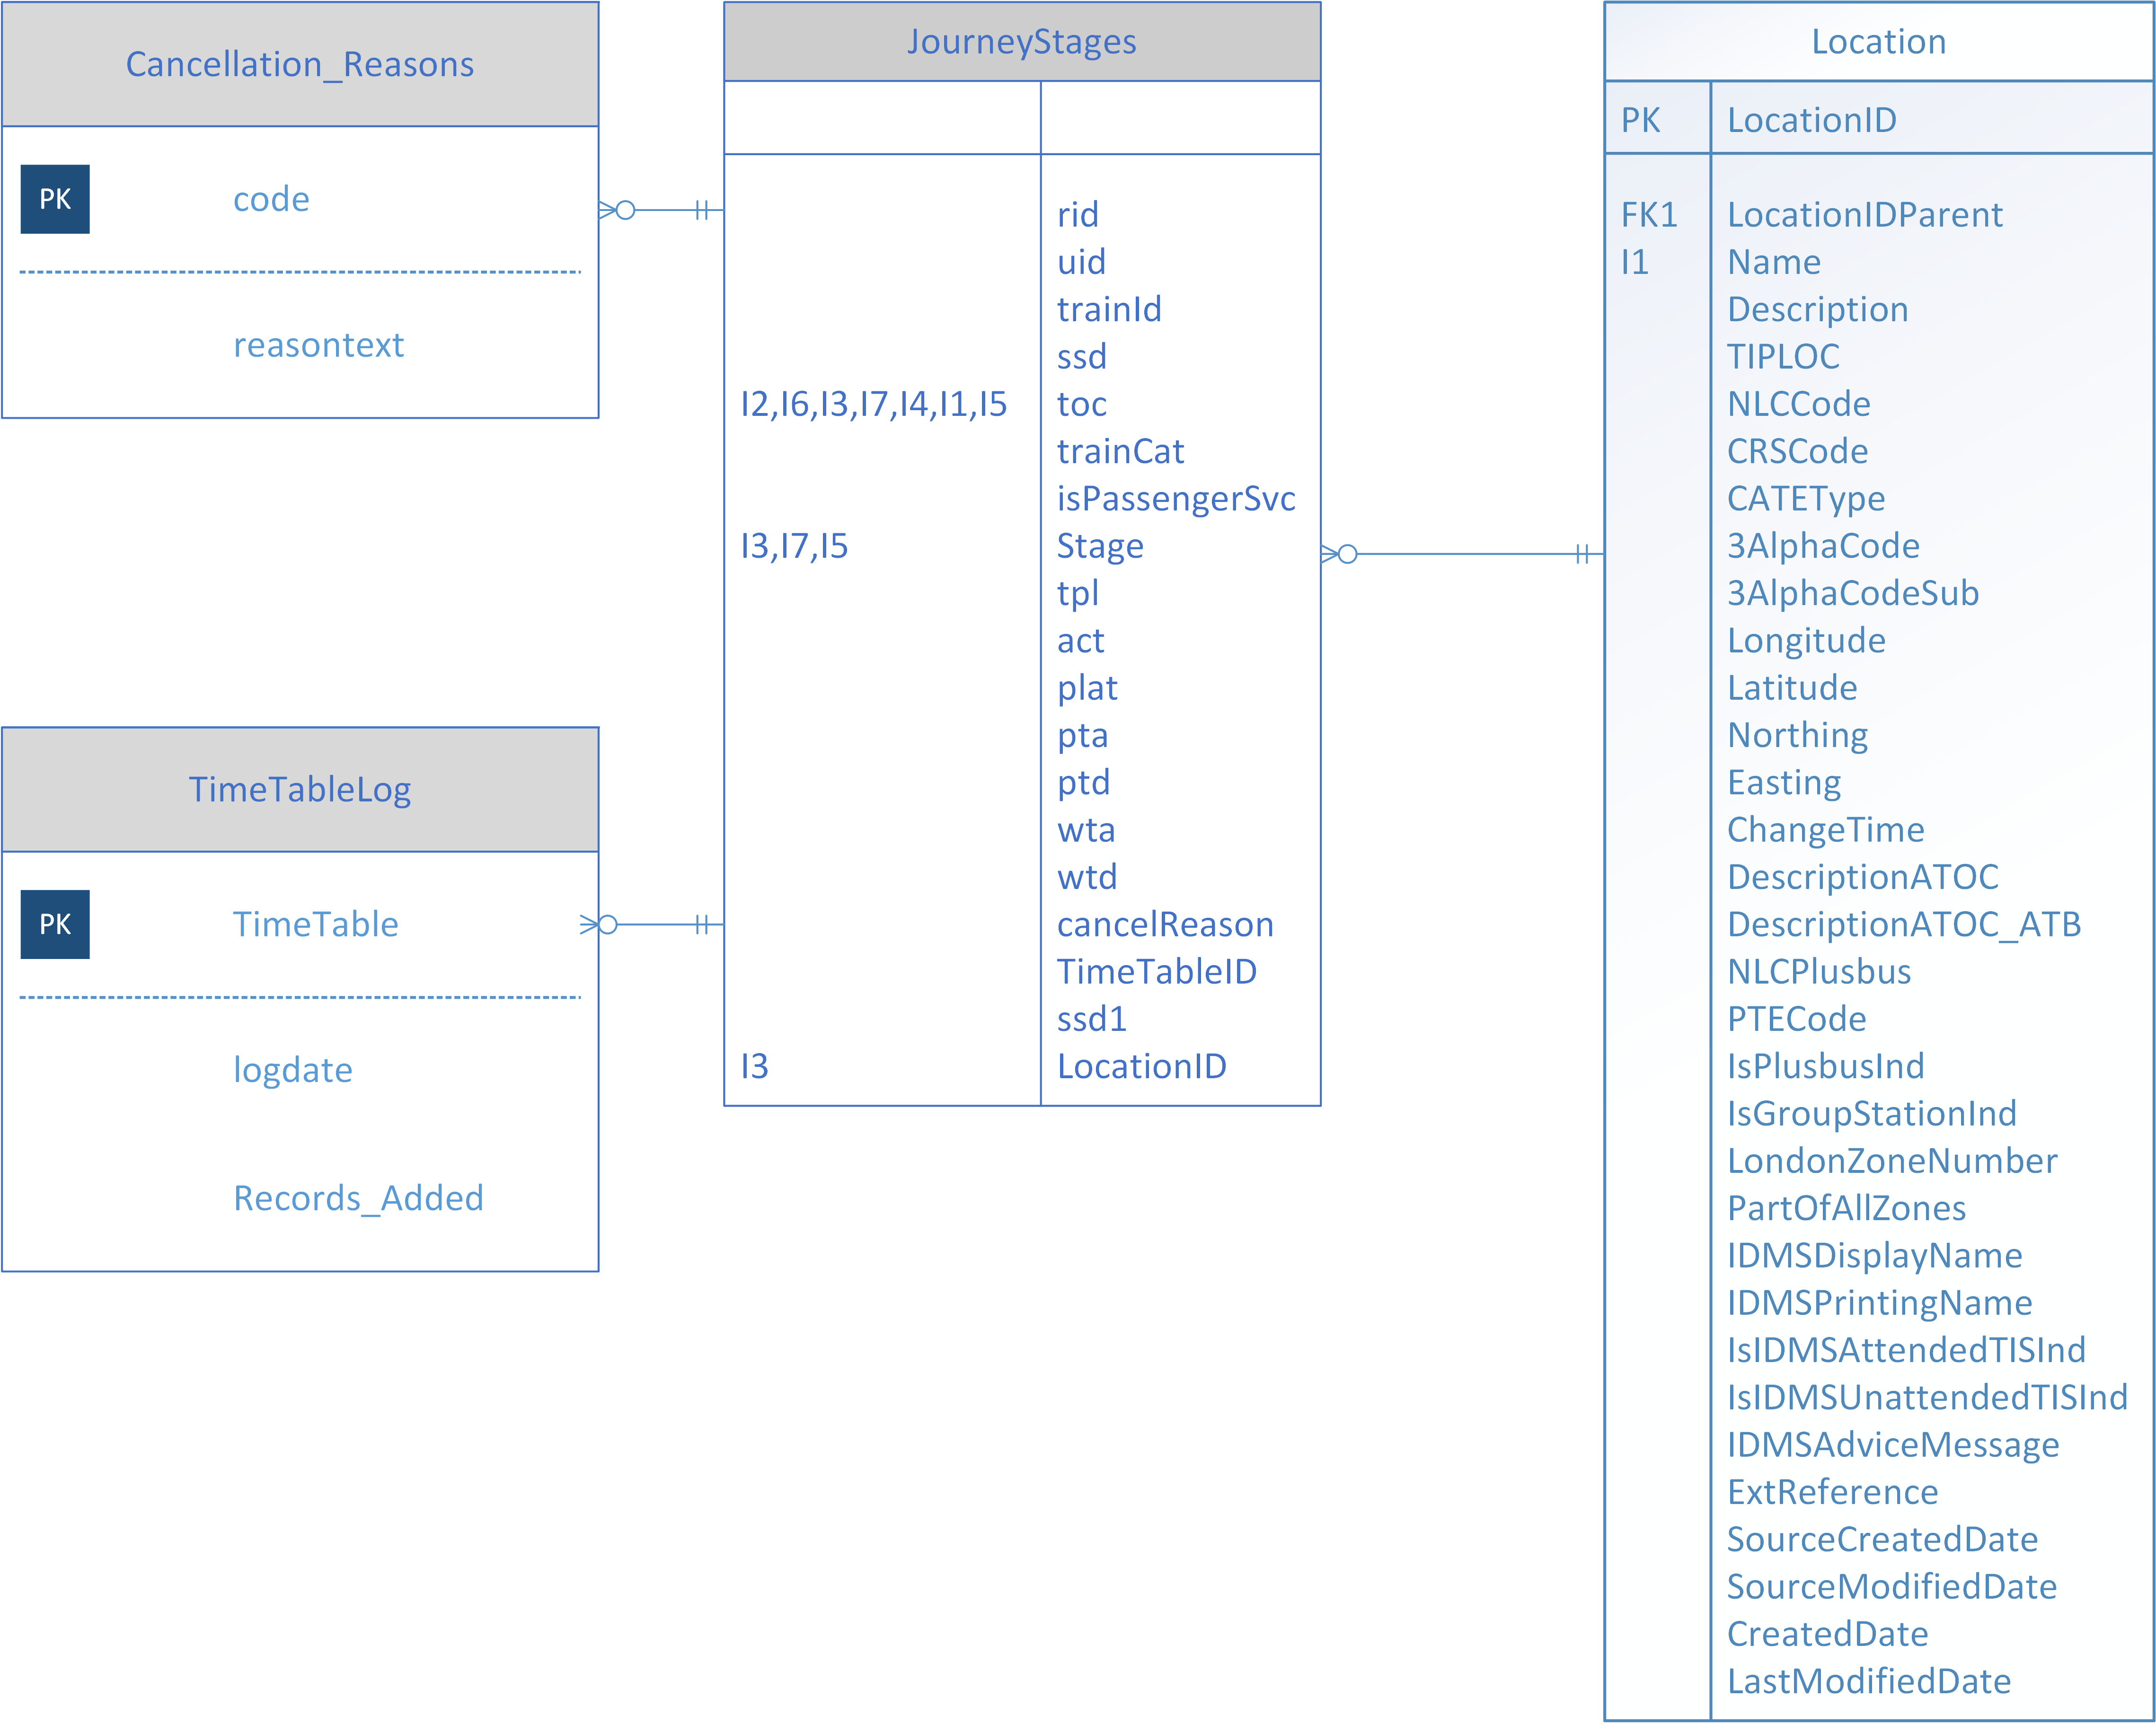 Cancellation_Reasons
PK code
reasontext
TimeTableLog
PK TimeTable
logdate
Records_Added
JourneyStages
rid
uid
trainId
ssd
I2,I6,I3,I7,I4,I1,I5 toc
trainCat
isPassengerSvc
I3,I7,I5 Stage
tpl
act
plat
pta
ptd
wta
wtd
cancelReason
TimeTableID
ssd1
I3 LocationID
Location
PK LocationID
FK1 LocationIDParent
I1 Name
Description
TIPLOC
NLCCode
CRSCode
CATEType
3AlphaCode
3AlphaCodeSub
Longitude
Latitude
Northing
Easting
ChangeTime
DescriptionATOC
DescriptionATOC_ATB
NLCPlusbus
PTECode
IsPlusbusInd
IsGroupStationInd
LondonZoneNumber
PartOfAllZones
IDMSDisplayName
IDMSPrintingName
IsIDMSAttendedTISInd
IsIDMSUnattendedTISInd
IDMSAdviceMessage
ExtReference
SourceCreatedDate
SourceModifiedDate
CreatedDate
LastModifiedDate